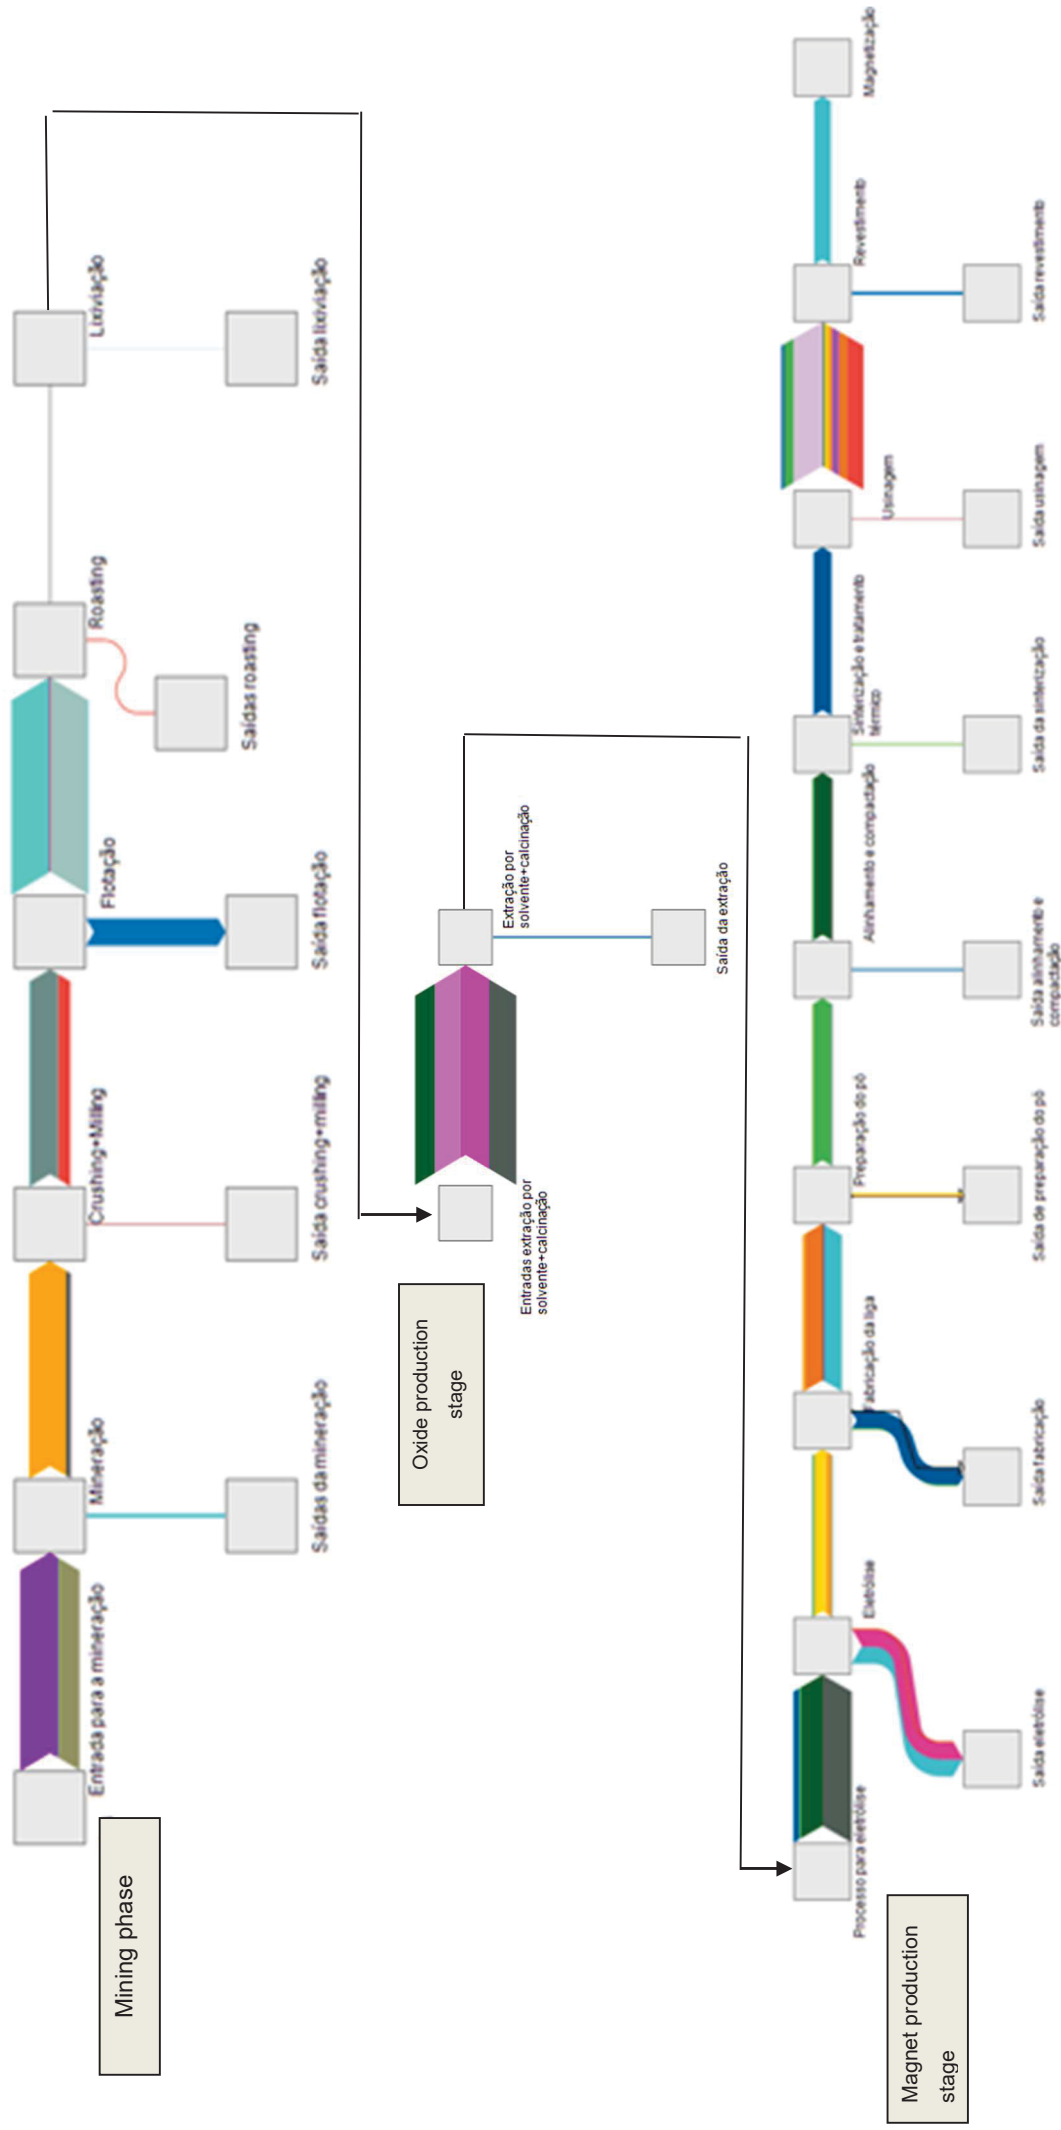 Mining phase
Entrada para a mineração
Mineração
Saídas da mineração
Crushing+Milling
Saída crushing+milling
Flotação
Saída flotação
Roasting
Saídas roasting
Lixiviação
Saída lixiviação
Oxide production
stage
Entradas extração por
solvente+calcinação
Extração por
solvente+calcinação
Saída da extração
Magnet production
stage
Processo para eletrólise
Eletrólise
Saída eletrólise
Fabricação da liga
Saída fabricação
Preparação do pó
Saída de preparação do pó
Alinhamento e compactação
Saída alinhamento e
compactação
Sinterização e tratamento
térmico
Saída da sinterização
Usinagem
Saída usinagem
Revestimento
Saída revestimento
Magnetização